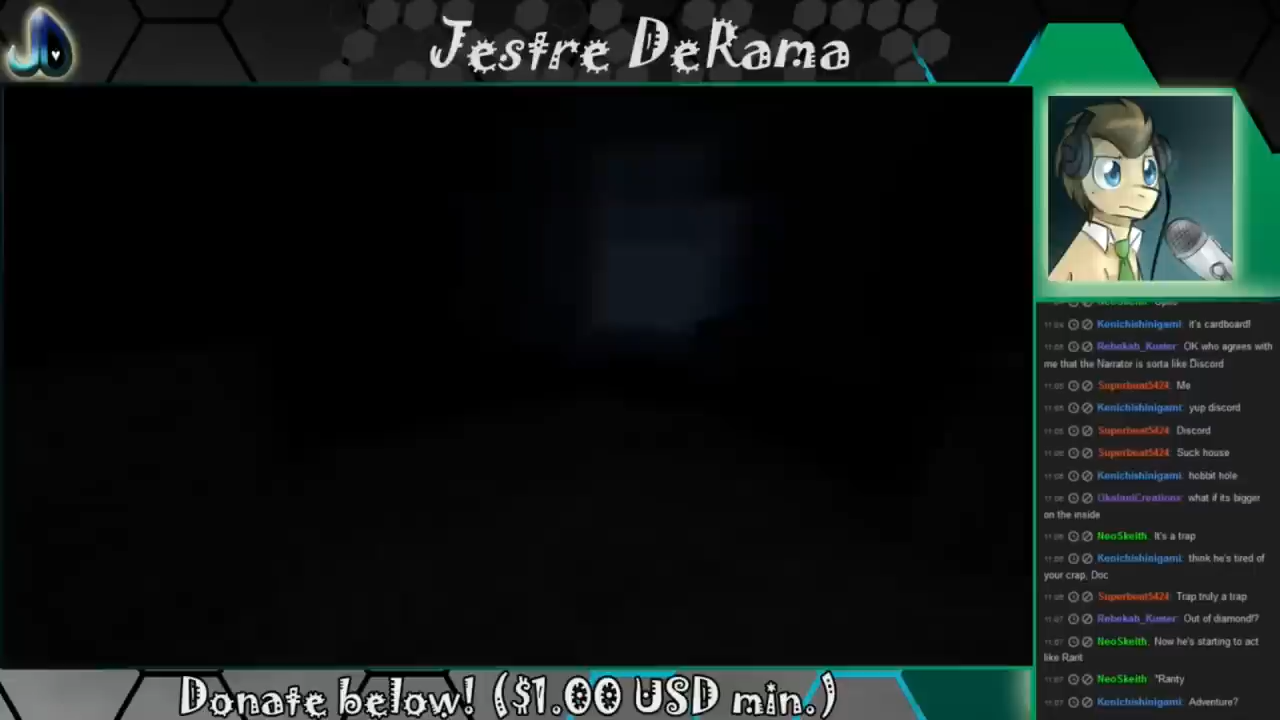 JD
Jestre DeRama
Kenichishinigami: it's cardboard!
OK who agrees with
me that the Narrator is sorta like Discord
Superbeat5424: Me
Kenichishinigami: yup discord
Superbeat5424: Discord
Superbeat5424: Suck house
Kenichishinigami: hobbit hole
what if its bigger
on the inside
NeoSkeith: It's a trap
Kenichishinigami: think he's tired of
your crap, Doc
Superbeat5424: Trap truly a trap
Out of diamond!?
NeoSkeith: Now he's starting to act
like Rant
NeoSkeith: *Ranty
Kenichishinigami: Adventure?
Donate below! ($1.00 USD min.)